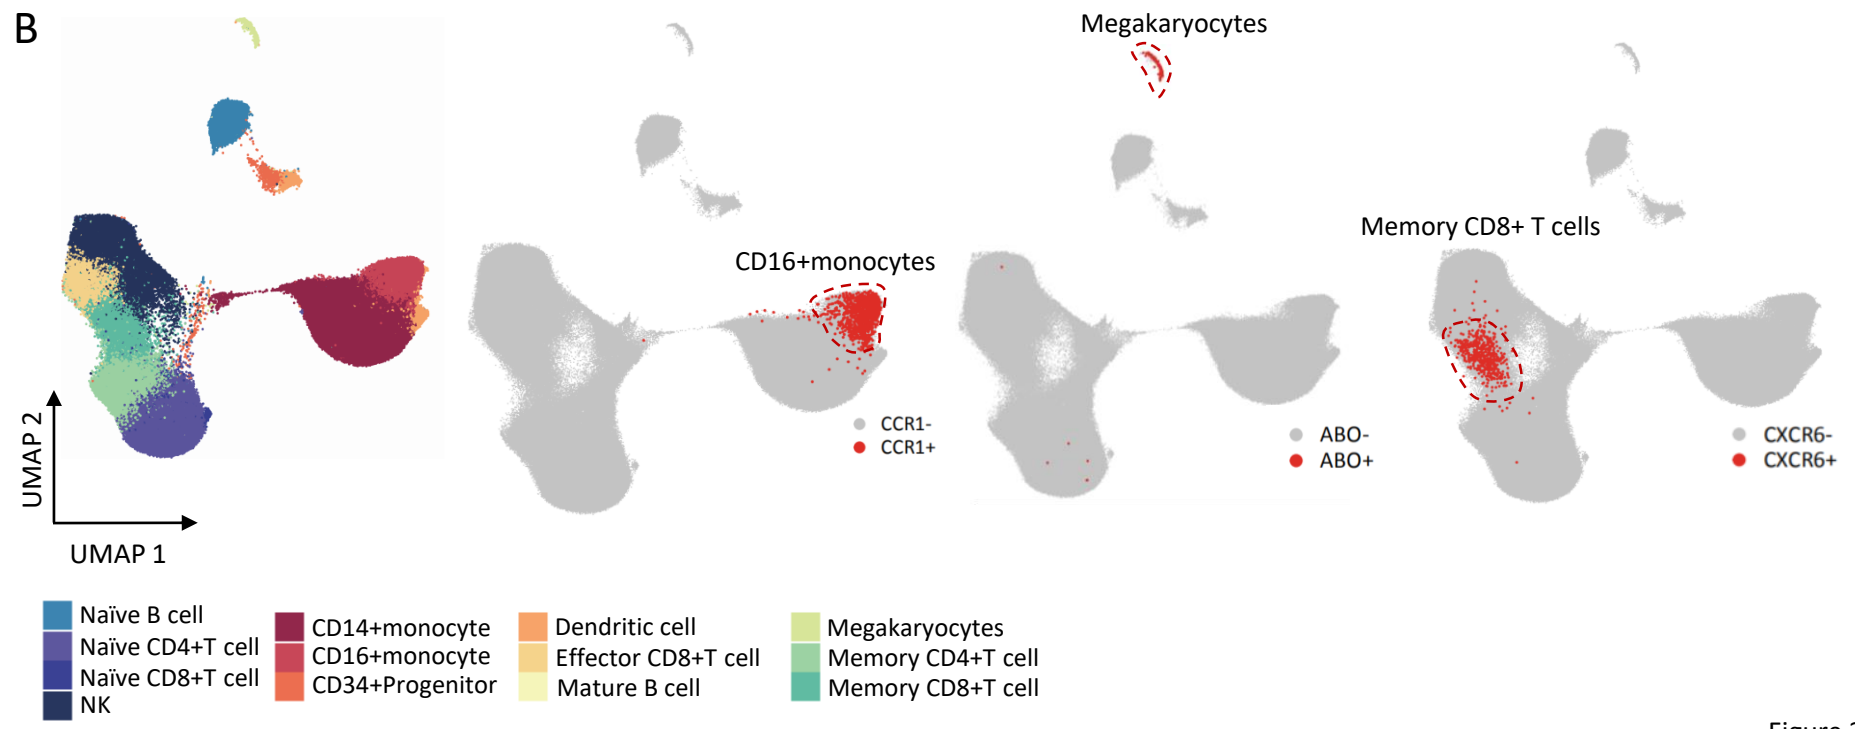 B
Megakaryocytes
Memory CD8+ T cells
CD16+monocytes
CCR1-
CCR1+
ABO-
ABO+
CXCR6-
CXCR6+
UMAP 2
UMAP 1
Naïve B cell
Naïve CD4+T cell
Naïve CD8+T cell
NK
CD14+monocyte
CD16+monocyte
CD34+Progenitor
Dendritic cell
Effector CD8+T cell
Mature B cell
Megakaryocytes
Memory CD4+T cell
Memory CD8+T cell
Figure